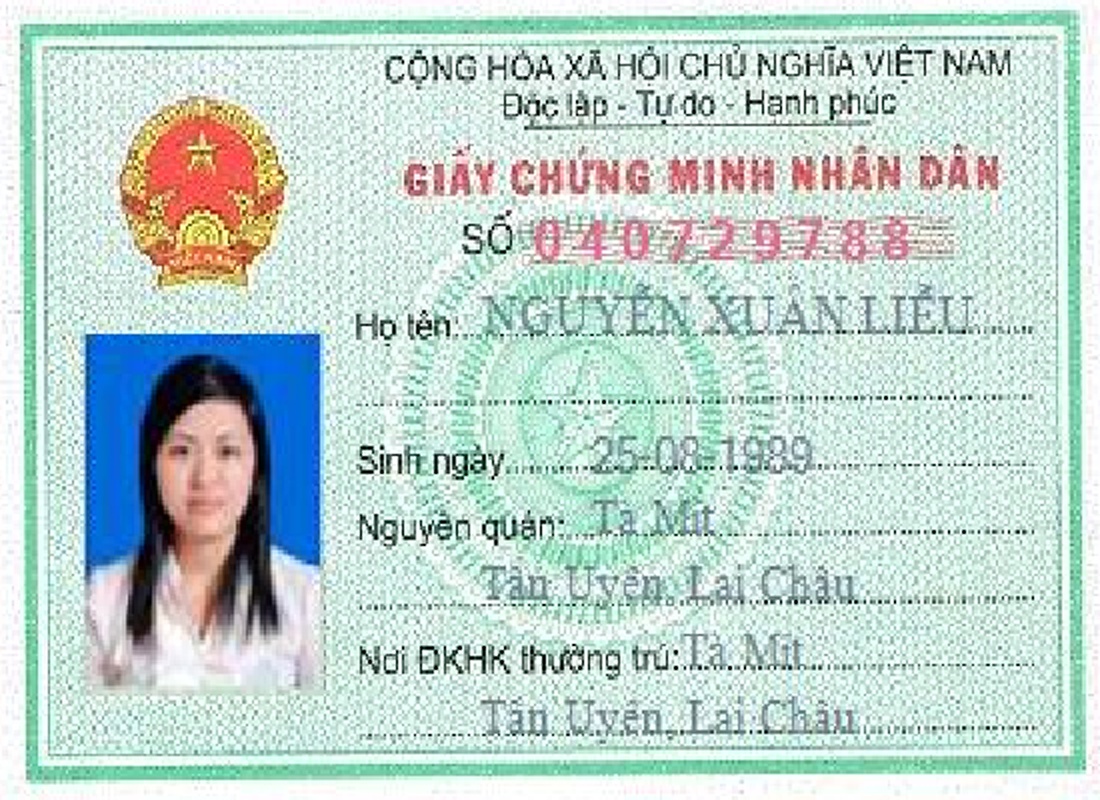 CỘNG HÒA XÃ HỘI CHỦ NGHĨA VIỆT NAM
Độc lập - Tự do - Hạnh phúc
GIẤY CHỨNG MINH NHÂN DÂN
SỐ 040729788
Họ tên: NGUYỄN XUÂN LIỄU
Sinh ngày 25-08-1989
Nguyên quán: Tà Mít
Tân Uyên, Lai Châu
Nơi ĐKHK thường trú: Tà Mít
Tân Uyên, Lai Châu